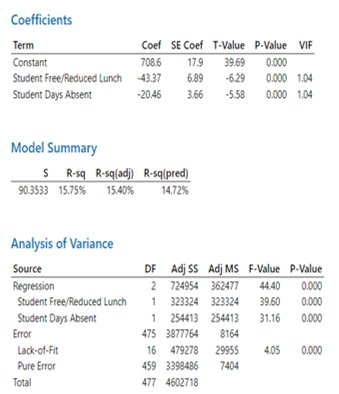 Coefficients
Term Coef SE Coef T-Value P-Value VIF
Constant 708.6 17.9 39.69 0.000
Student Free/Reduced Lunch -43.37 6.89 -6.29 0.000 1.04
Student Days Absent -20.46 3.66 -5.58 0.000 1.04
Model Summary
S R-sq R-sq(adj) R-sq(pred)
90.3533 15.75% 15.40% 14.72%
Analysis of Variance
Source DF Adj SS Adj MS F-Value P-Value
Regression 2 724954 362477 44.40 0.000
Student Free/Reduced Lunch 1 323324 323324 39.60 0.000
Student Days Absent 1 254413 254413 31.16 0.000
Error 475 3877764 8164
Lack-of-Fit 16 479278 29955 4.05 0.000
Pure Error 459 3398486 7404
Total 477 4602718